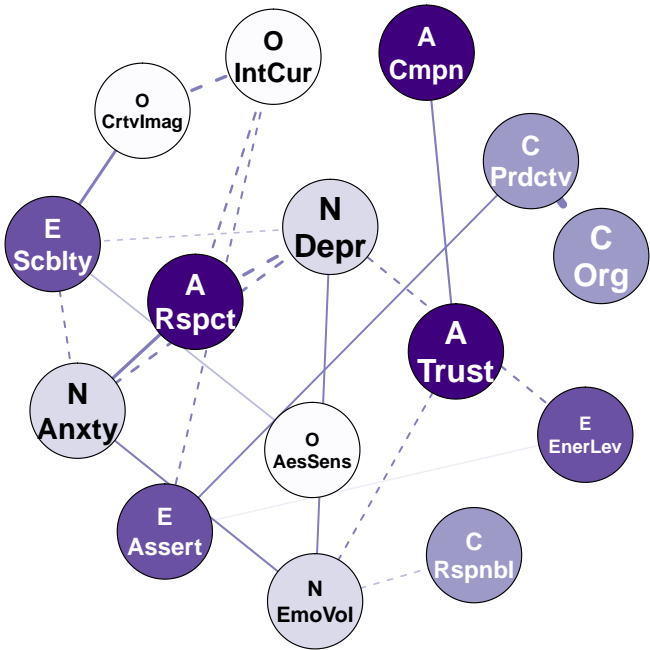 O
IntCur
A
Cmpn
O
CrtvImag
C
Prdctv
N
Depr
E
Scblty
C
Org
A
Rspct
A
Trust
N
Anxty
E
EnerLev
O
AesSens
E
Assert
C
Rspnbl
N
EmoVol